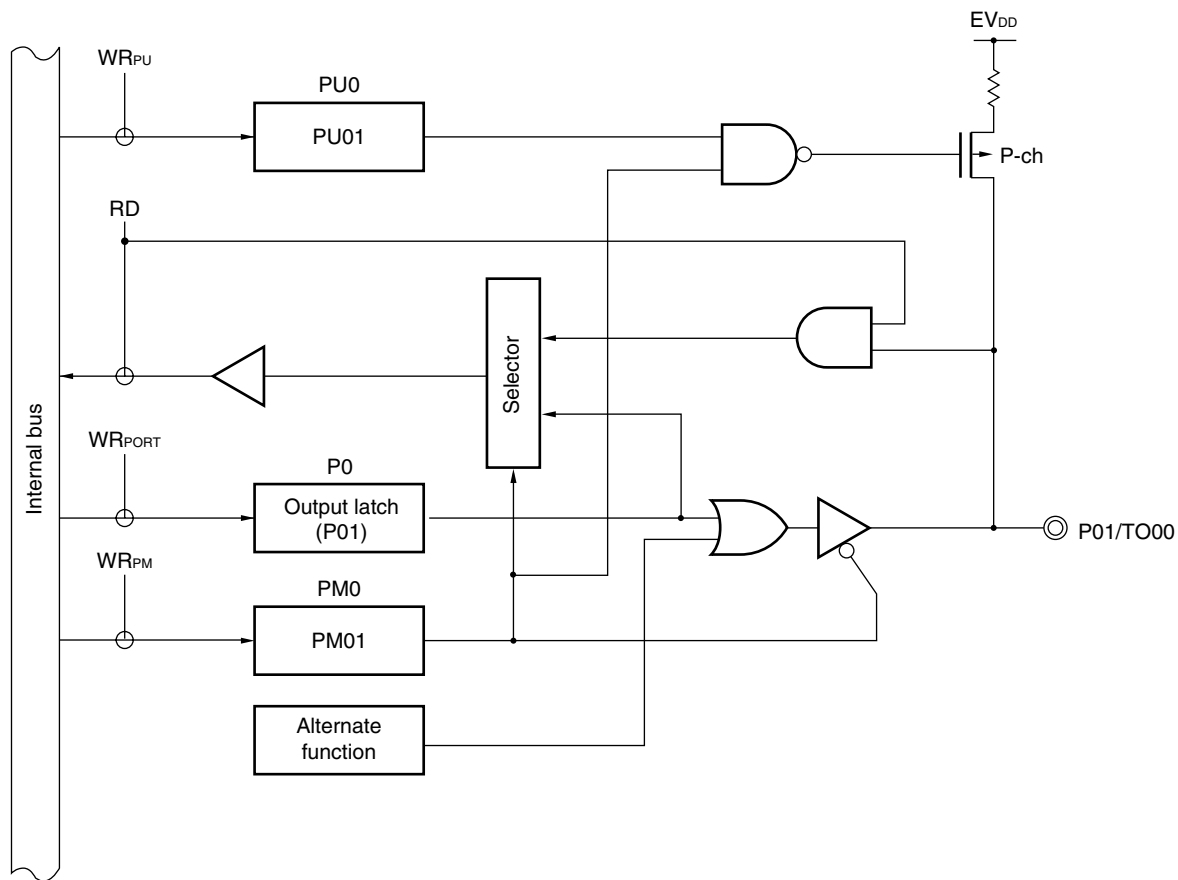 EVDD
WRPU
PU0
PU01
P-ch
RD
Selector
Internal bus
WRPORT
P0
Output latch
(P01)
P01/TO00
WRPM
PM0
PM01
Alternate
function